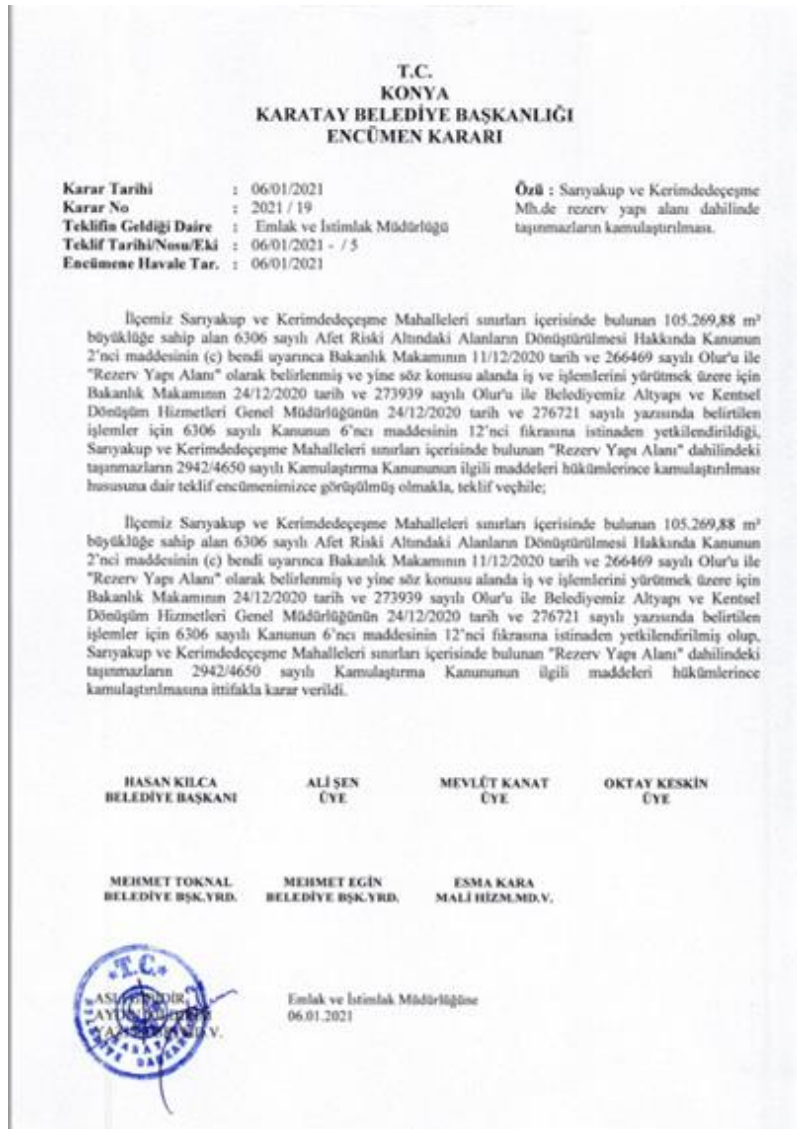 T.C.
KONYA
KARATAY BELEDİYE BAŞKANLIĞI
ENCÜMEN KARARI
Karar Tarihi : 06/01/2021
Karar No : 2021 / 19
Teklifin Geldiği Daire : Emlak ve İstimlak Müdürlüğü
Teklif Tarihi/Nosu/Eki : 06/01/2021 - / 5
Encümene Havale Tar. : 06/01/2021
Özü : Sarıyakup ve Kerimdedeçeşme
Mh.de rezerv yapı alanı dahilinde
taşınmazların kamulaştırılması.
İlçemiz Sarıyakup ve Kerimdedeçeşme Mahalleleri sınırları içerisinde bulunan 105.269,88 m²
büyüklüğe sahip alan 6306 sayılı Afet Riski Altındaki Alanların Dönüştürülmesi Hakkında Kanunun
2'nci maddesinin (c) bendi uyarınca Bakanlık Makamının 11/12/2020 tarih ve 266469 sayılı Olur'u ile
"Rezerv Yapı Alanı" olarak belirlenmiş ve yine söz konusu alanda iş ve işlemlerini yürütmek üzere için
Bakanlık Makamının 24/12/2020 tarih ve 273939 sayılı Olur'u ile Belediyemiz Altyapı ve Kentsel
Dönüşüm Hizmetleri Genel Müdürlüğünün 24/12/2020 tarih ve 276721 sayılı yazısında belirtilen
işlemler için 6306 sayılı Kanunun 6'ncı maddesinin 12'nci fıkrasına istinaden yetkilendirildiği,
Sarıyakup ve Kerimdedeçeşme Mahalleleri sınırları içerisinde bulunan "Rezerv Yapı Alanı" dahilindeki
taşınmazların 2942/4650 sayılı Kamulaştırma Kanununun ilgili maddeleri hükümlerince kamulaştırılması
hususuna dair teklif encümenimizce görüşülmüş olmakla, teklif veçhile;
İlçemiz Sarıyakup ve Kerimdedeçeşme Mahalleleri sınırları içerisinde bulunan 105.269,88 m²
büyüklüğe sahip alan 6306 sayılı Afet Riski Altındaki Alanların Dönüştürülmesi Hakkında Kanunun
2'nci maddesinin (c) bendi uyarınca Bakanlık Makamının 11/12/2020 tarih ve 266469 sayılı Olur'u ile
"Rezerv Yapı Alanı" olarak belirlenmiş ve yine söz konusu alanda iş ve işlemlerini yürütmek üzere için
Bakanlık Makamının 24/12/2020 tarih ve 273939 sayılı Olur'u ile Belediyemiz Altyapı ve Kentsel
Dönüşüm Hizmetleri Genel Müdürlüğünün 24/12/2020 tarih ve 276721 sayılı yazısında belirtilen
işlemler için 6306 sayılı Kanunun 6'ncı maddesinin 12'nci fıkrasına istinaden yetkilendirilmiş olup,
Sarıyakup ve Kerimdedeçeşme Mahalleleri sınırları içerisinde bulunan "Rezerv Yapı Alanı" dahilindeki
taşınmazların 2942/4650 sayılı Kamulaştırma Kanununun ilgili maddeleri hükümlerince
kamulaştırılmasına ittifakla karar verildi.
HASAN KILCA ALİ ŞEN MEVLÜT KANAT OKTAY KESKİN
BELEDİYE BAŞKANI ÜYE ÜYE ÜYE
MEHMET TOKNAL MEHMET EGİN ESMA KARA
BELEDİYE BŞK.YRD. BELEDİYE BŞK.YRD. MALİ HİZM.MD.V.
T.C.
Emlak ve İstimlak Müdürlüğüne
06.01.2021